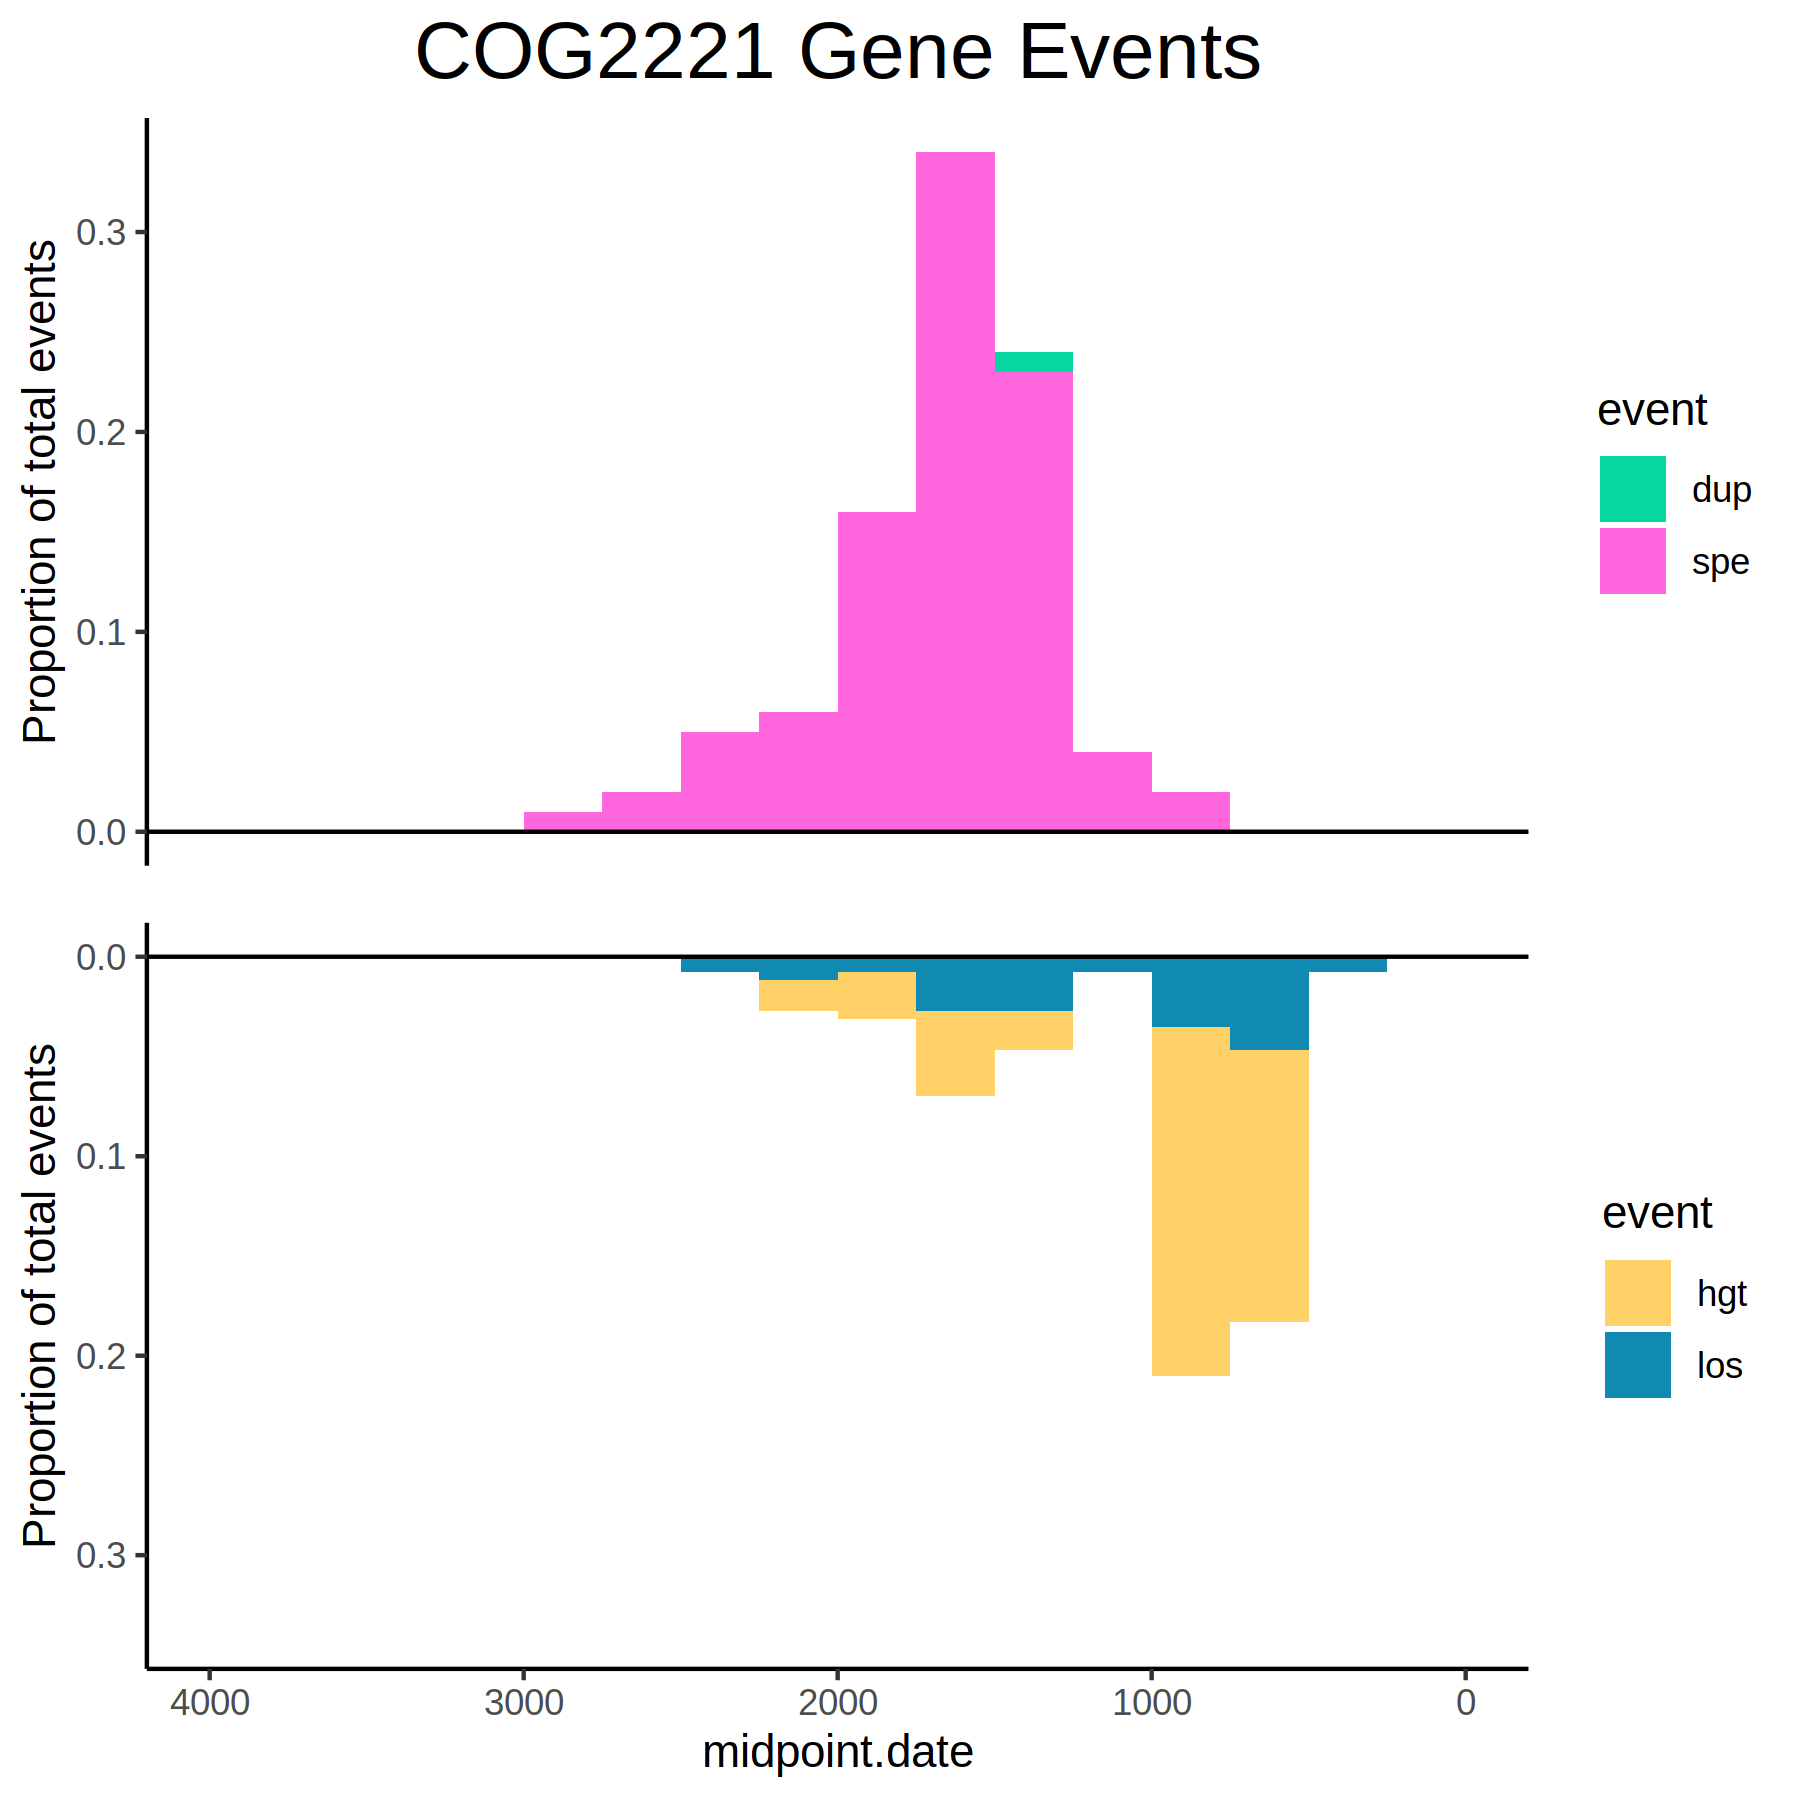 COG2221 Gene Events
Proportion of total events
0.3
0.2
0.1
0.0
event
dup
spe
Proportion of total events
0.0
0.1
0.2
0.3
event
hgt
los
4000 3000 2000 1000 0
midpoint.date